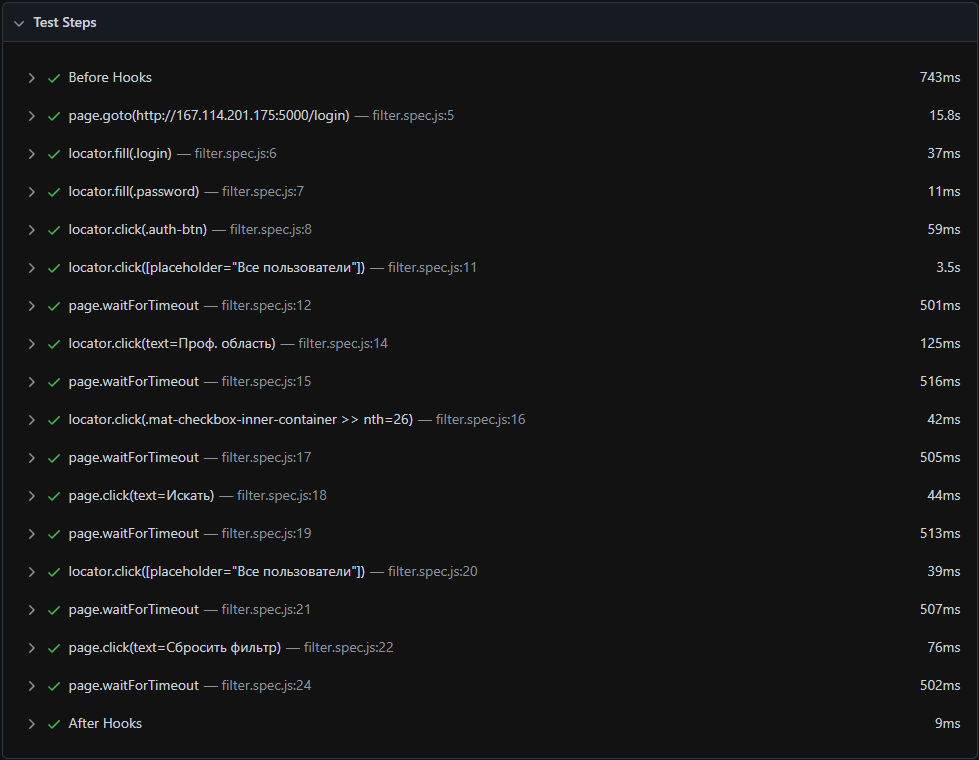 Test Steps
Before Hooks 743ms
page.goto(http://167.114.201.175:5000/login) — filter.spec.js:5 15.8s
locator.fill(.login) — filter.spec.js:6 37ms
locator.fill(.password) — filter.spec.js:7 11ms
locator.click(.auth-btn) — filter.spec.js:8 59ms
locator.click([placeholder="Все пользователи"]) — filter.spec.js:11 3.5s
page.waitForTimeout — filter.spec.js:12 501ms
locator.click(text=Проф. область) — filter.spec.js:14 125ms
page.waitForTimeout — filter.spec.js:15 516ms
locator.click(.mat-checkbox-inner-container >> nth=26) — filter.spec.js:16 42ms
page.waitForTimeout — filter.spec.js:17 505ms
page.click(text=Искать) — filter.spec.js:18 44ms
page.waitForTimeout — filter.spec.js:19 513ms
locator.click([placeholder="Все пользователи"]) — filter.spec.js:20 39ms
page.waitForTimeout — filter.spec.js:21 507ms
page.click(text=Сбросить фильтр) — filter.spec.js:22 76ms
page.waitForTimeout — filter.spec.js:24 502ms
After Hooks 9ms